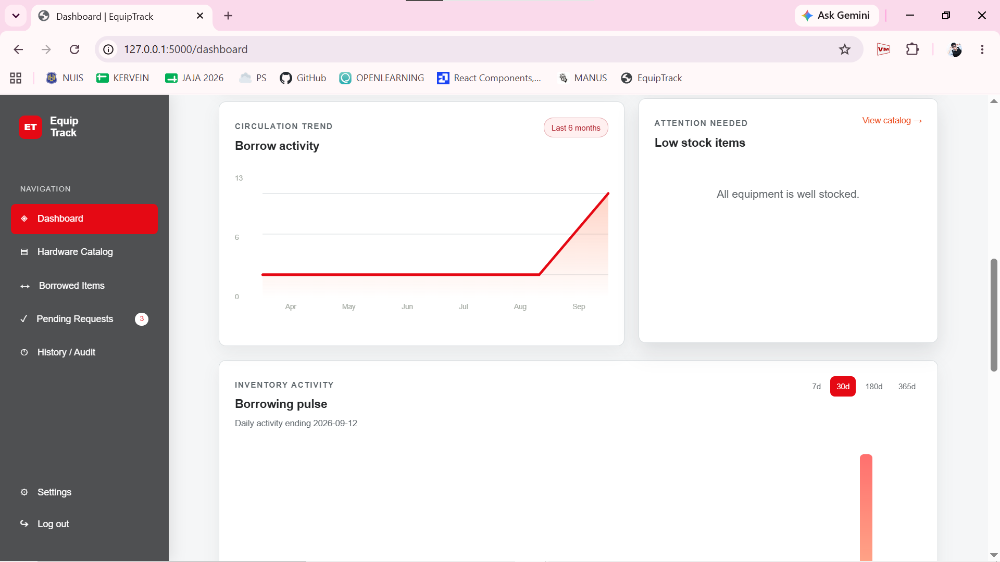 Dashboard | EquipTrack
Ask Gemini
127.0.0.1:5000/dashboard
VM
NUIS
KERVEIN
JAJA 2026
PS
GitHub
OPENLEARNING
React Components,...
MANUS
EquipTrack
ET
Equip
Track
NAVIGATION
Dashboard
Hardware Catalog
Borrowed Items
Pending Requests 3
History / Audit
Settings
Log out
CIRCULATION TREND
Last 6 months
Borrow activity
13
6
0
Apr May Jun Jul Aug Sep
ATTENTION NEEDED
View catalog →
Low stock items
All equipment is well stocked.
INVENTORY ACTIVITY
7d 30d 180d 365d
Borrowing pulse
Daily activity ending 2026-09-12